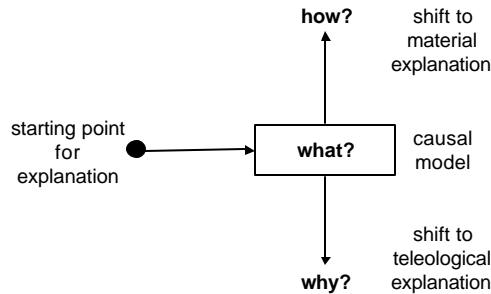 how?
shift to
material
explanation
starting point
for
explanation
what?
causal
model
why?
shift to
teleological
explanation